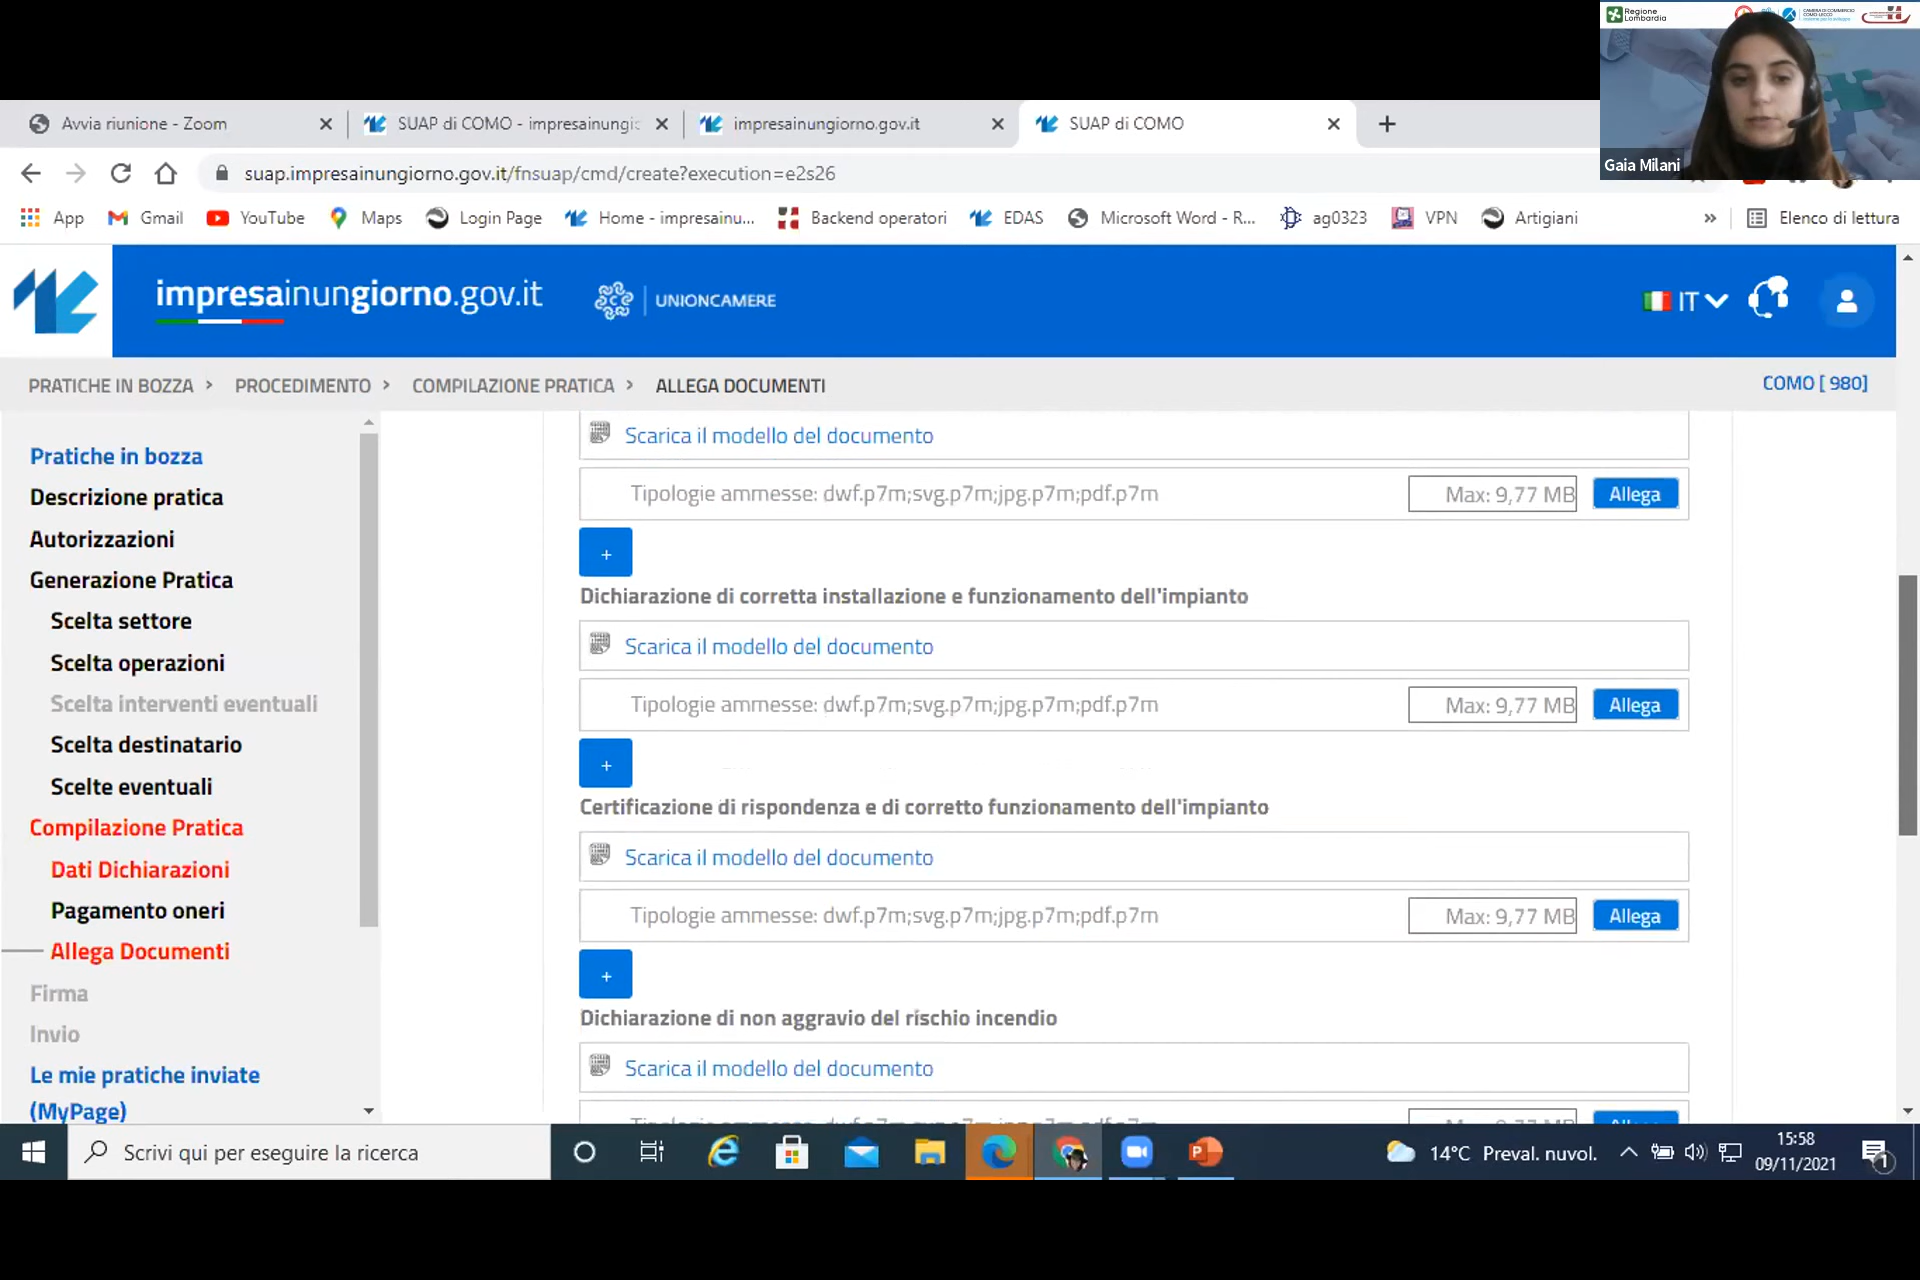 Regione
Lombardia
CAMERA DI COMMERCIO
COMO-LECCO
Gaia Milani
Avvia riunione - Zoom
SUAP di COMO - impresainungi
impresainungiorno.gov.it
SUAP di COMO
suap.impresainungiorno.gov.it/fnsuap/cmd/create?execution=e2s26
App
Gmail
YouTube
Maps
Login Page
Home - impresainu...
Backend operatori
EDAS
Microsoft Word - R...
ag0323
VPN
Artigiani
»
Elenco di lettura
impresainungiorno.gov.it
UNIONCAMERE
IT
PRATICHE IN BOZZA > PROCEDIMENTO > COMPILAZIONE PRATICA > ALLEGA DOCUMENTI
COMO [ 980]
Pratiche in bozza
Descrizione pratica
Autorizzazioni
Generazione Pratica
Scelta settore
Scelta operazioni
Scelta interventi eventuali
Scelta destinatario
Scelte eventuali
Compilazione Pratica
Dati Dichiarazioni
Pagamento oneri
Allega Documenti
Firma
Invio
Le mie pratiche inviate
(MyPage)
Scarica il modello del documento
Tipologie ammesse: dwf.p7m;svg.p7m;jpg.p7m;pdf.p7m
Max: 9,77 MB
Allega
+
Dichiarazione di corretta installazione e funzionamento dell'impianto
Scarica il modello del documento
Tipologie ammesse: dwf.p7m;svg.p7m;jpg.p7m;pdf.p7m
Max: 9,77 MB
Allega
+
Certificazione di rispondenza e di corretto funzionamento dell'impianto
Scarica il modello del documento
Tipologie ammesse: dwf.p7m;svg.p7m;jpg.p7m;pdf.p7m
Max: 9,77 MB
Allega
+
Dichiarazione di non aggravio del rischio incendio
Scarica il modello del documento
Scrivi qui per eseguire la ricerca
14°C Preval. nuvol.
15:58
09/11/2021
1